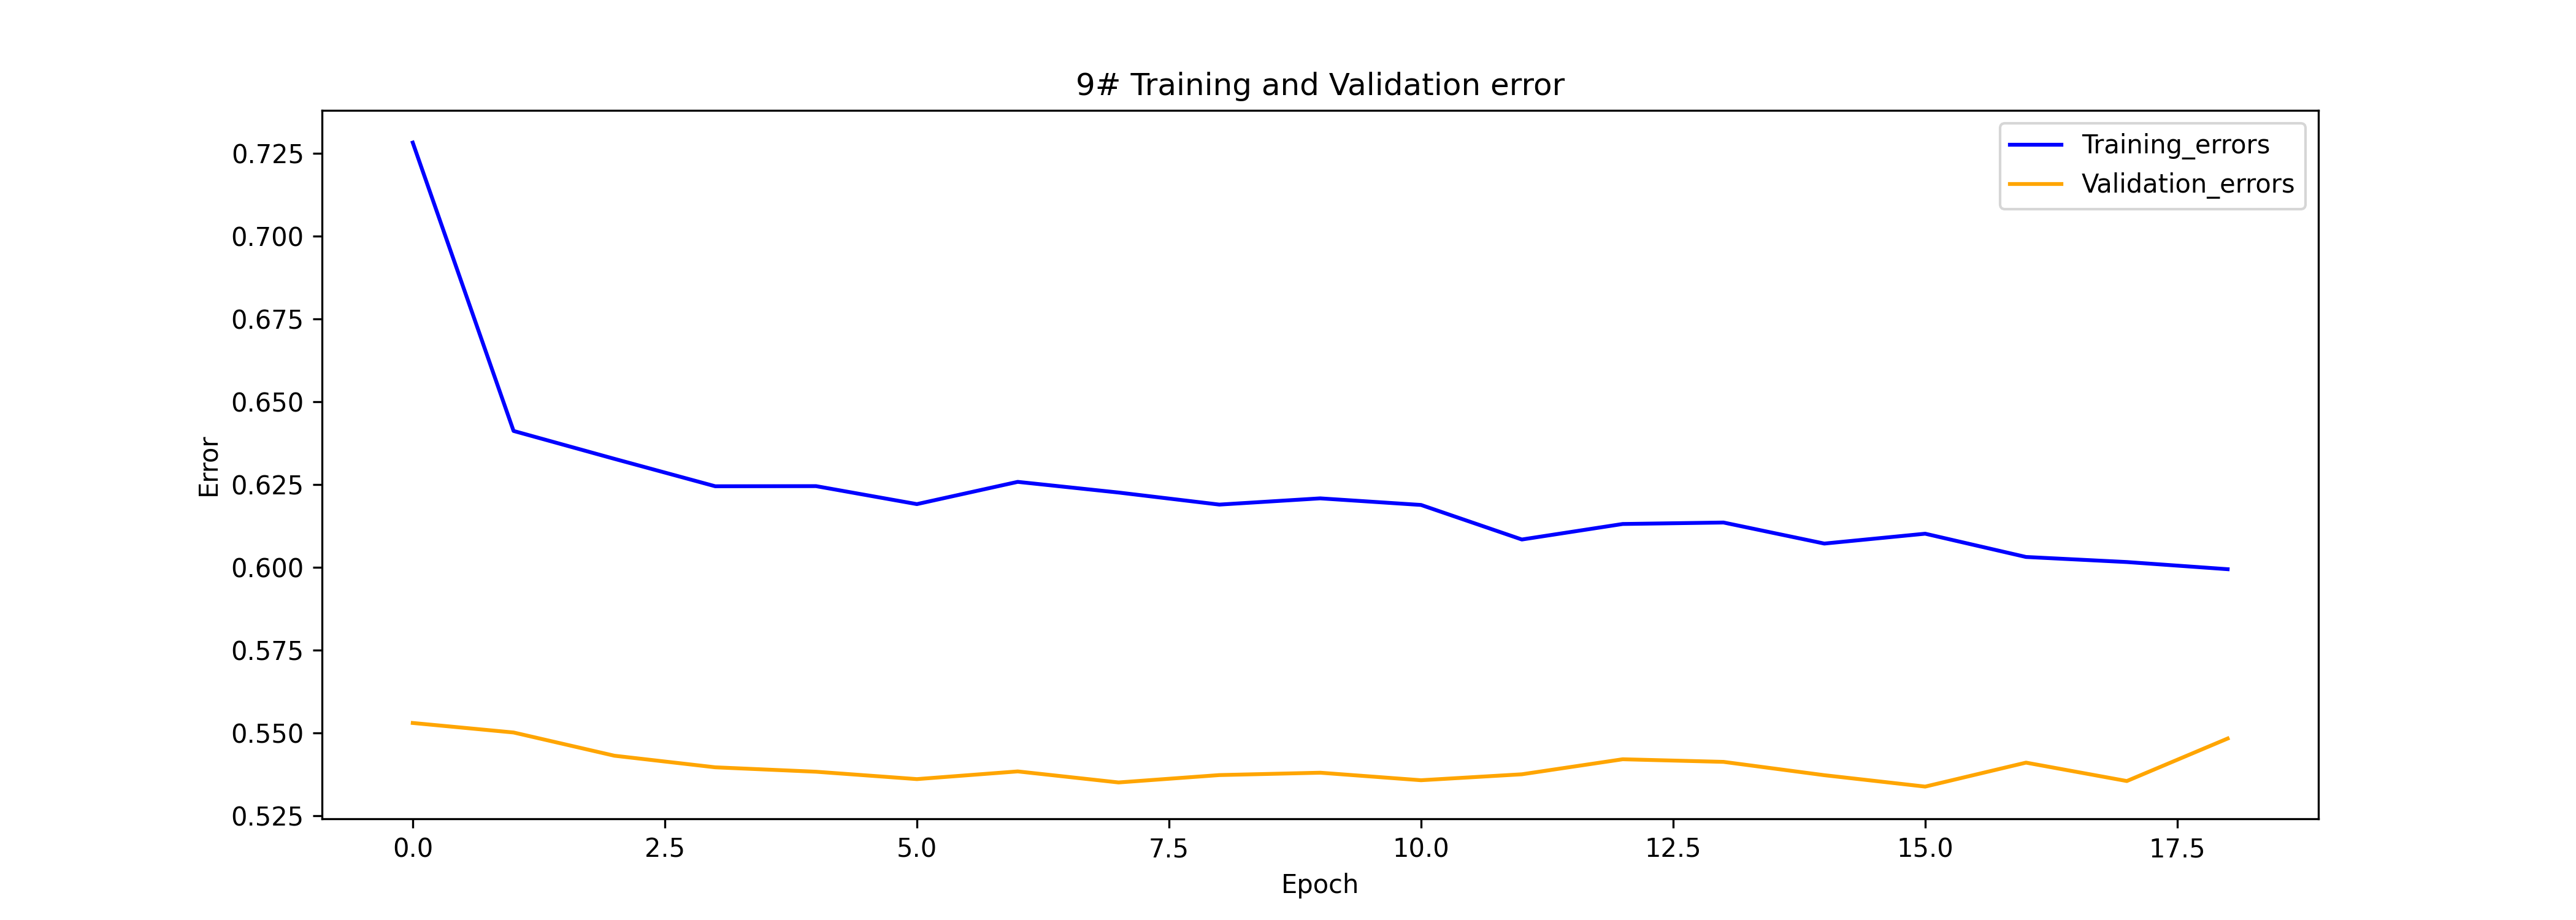 9# Training and Validation error
Training_errors
Validation_errors
0.725
0.700
0.675
0.650
0.625
0.600
0.575
0.550
0.525
Error
0.0 2.5 5.0 7.5 10.0 12.5 15.0 17.5
Epoch